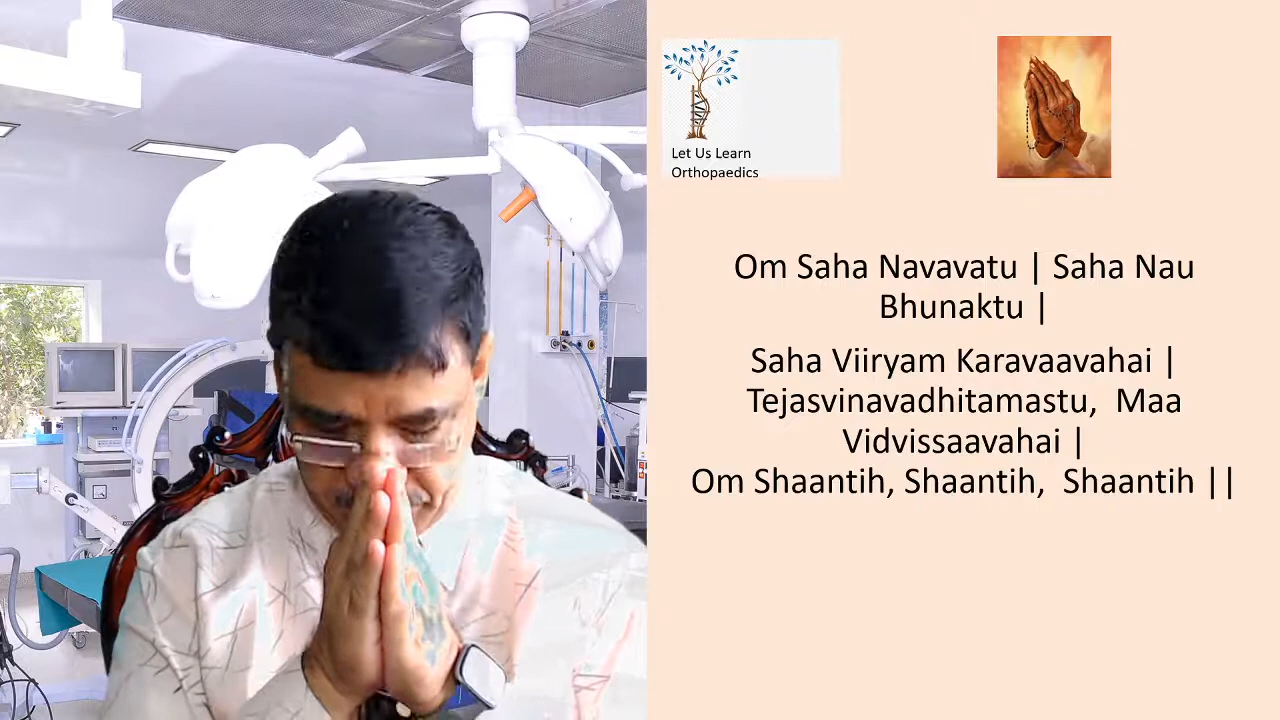 Let Us Learn
Orthopaedics
Om Saha Navavatu | Saha Nau
Bhunaktu |
Saha Viiryam Karavaavahai |
Tejasvinavadhitamastu,  Maa
Vidvissaavahai |
Om Shaantih, Shaantih,  Shaantih ||